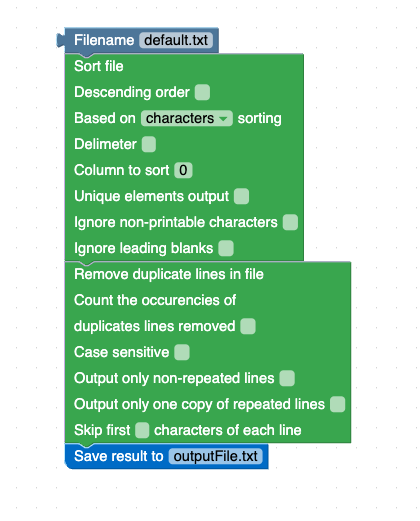 Filename default.txt
Sort file
Descending order
Based on characters sorting
Delimeter
Column to sort 0
Unique elements output
Ignore non-printable characters
Ignore leading blanks
Remove duplicate lines in file
Count the occurencies of
duplicates lines removed
Case sensitive
Output only non-repeated lines
Output only one copy of repeated lines
Skip first characters of each line
Save result to outputFile.txt